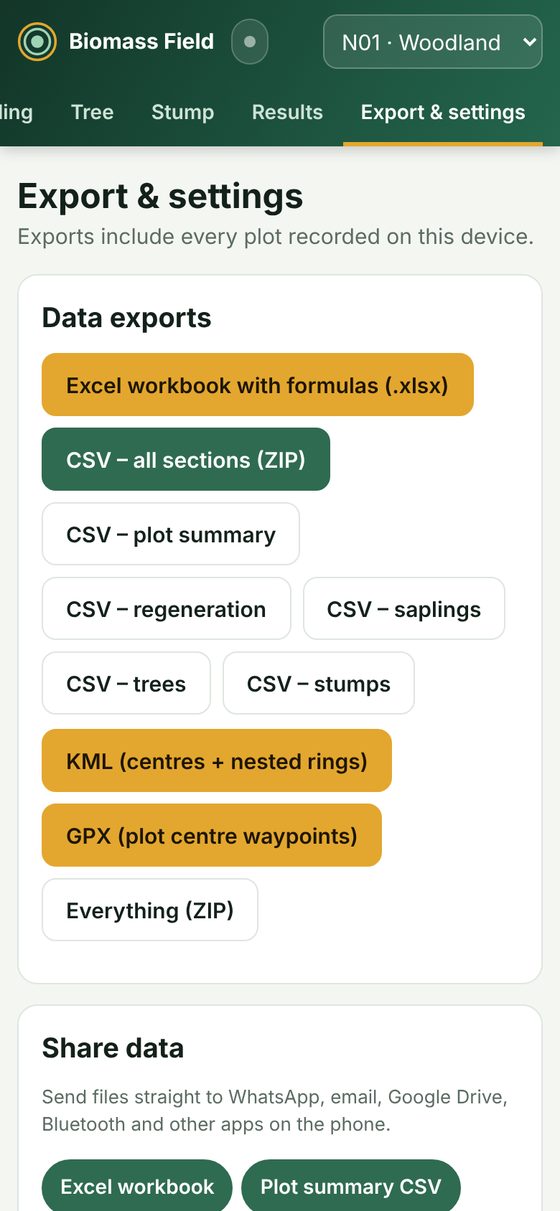 Biomass Field
N01 · Woodland
Tree Stump Results Export & settings
Export & settings
Exports include every plot recorded on this device.
Data exports
Excel workbook with formulas (.xlsx)
CSV – all sections (ZIP)
CSV – plot summary
CSV – regeneration
CSV – saplings
CSV – trees
CSV – stumps
KML (centres + nested rings)
GPX (plot centre waypoints)
Everything (ZIP)
Share data
Send files straight to WhatsApp, email, Google Drive,
Bluetooth and other apps on the phone.
Excel workbook
Plot summary CSV